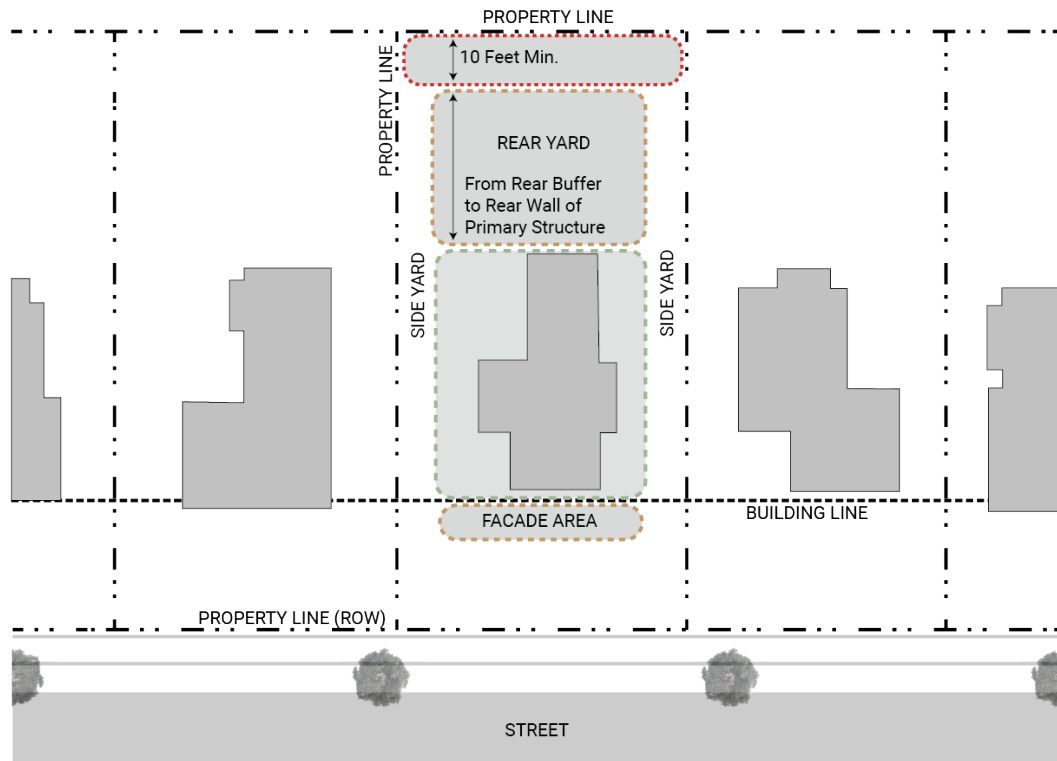 PROPERTY LINE
10 Feet Min.
PROPERTY LINE
REAR YARD
From Rear Buffer
to Rear Wall of
Primary Structure
SIDE YARD
SIDE YARD
BUILDING LINE
FACADE AREA
PROPERTY LINE (ROW)
STREET